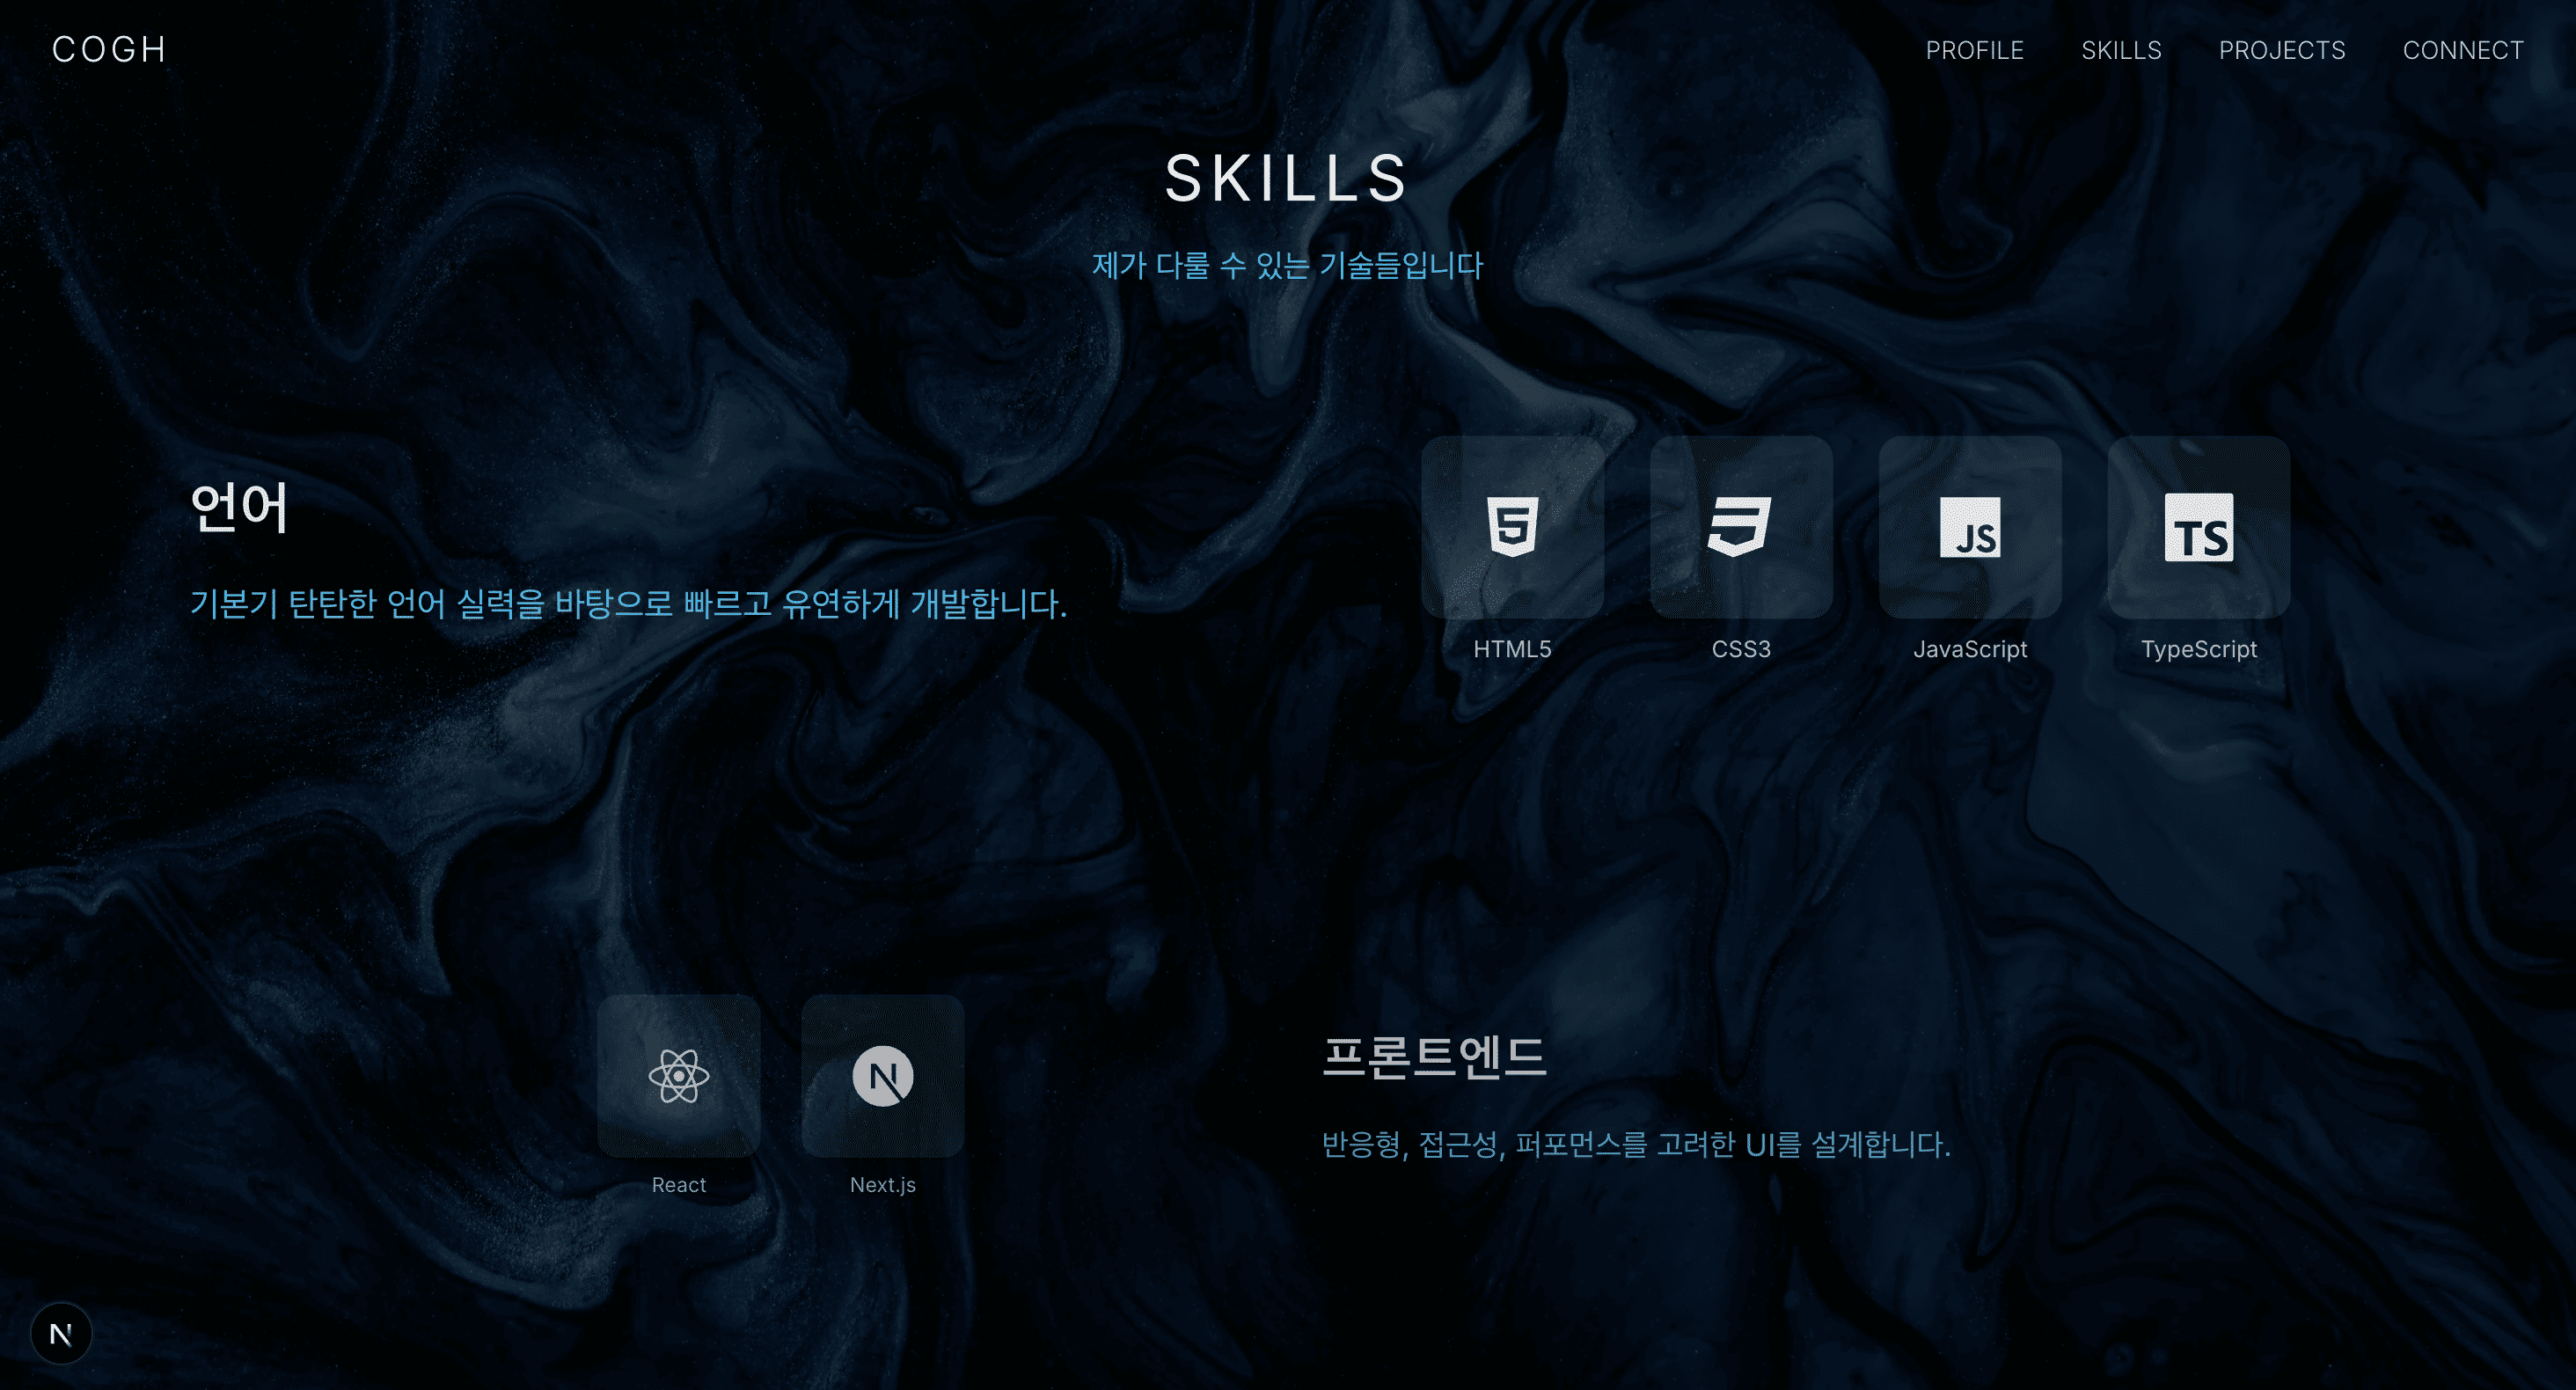 COGH
PROFILE SKILLS PROJECTS CONNECT
SKILLS
제가 다룰 수 있는 기술들입니다
언어
기본기 탄탄한 언어 실력을 바탕으로 빠르고 유연하게 개발합니다.
5
JS
TS
HTML5 CSS3 JavaScript TypeScript
N
React Next.js
프론트엔드
반응형, 접근성, 퍼포먼스를 고려한 UI를 설계합니다.
N